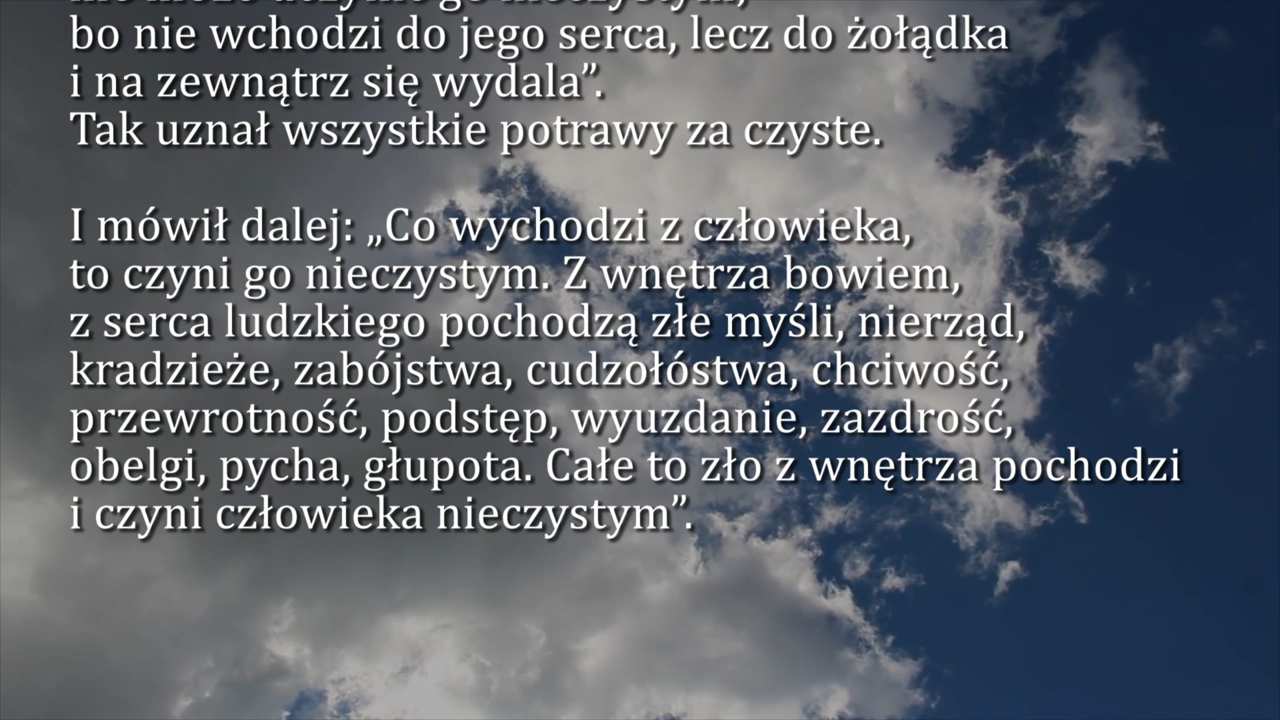 bo nie wchodzi do jego serca, lecz do żołądka
i na zewnątrz się wydala”.
Tak uznał wszystkie potrawy za czyste.
I mówił dalej: „Co wychodzi z człowieka,
to czyni go nieczystym. Z wnętrza bowiem,
z serca ludzkiego pochodzą złe myśli, nierząd,
kradzieże, zabójstwa, cudzołóstwa, chciwość,
przewrotność, podstęp, wyuzdanie, zazdrość,
obelgi, pycha, głupota. Całe to zło z wnętrza pochodzi
i czyni człowieka nieczystym”.